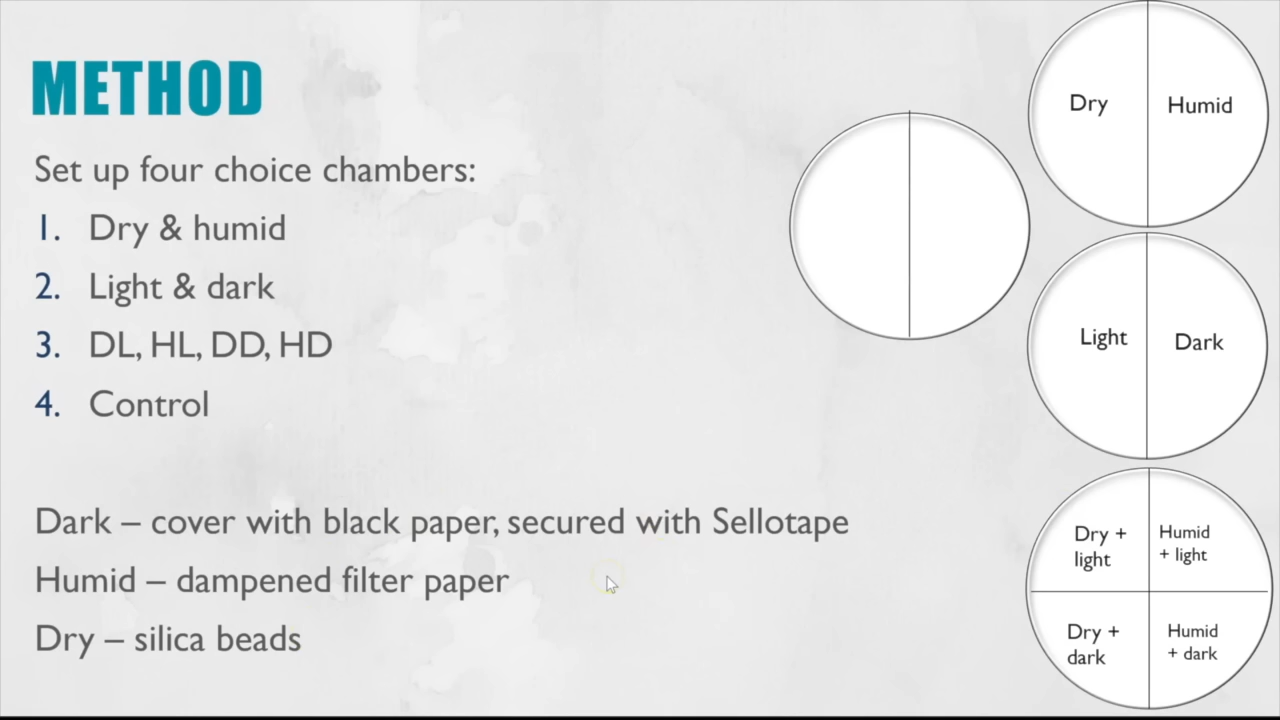 METHOD
Set up four choice chambers:
1. Dry & humid
2. Light & dark
3. DL, HL, DD, HD
4. Control
Dark – cover with black paper, secured with Sellotape
Humid – dampened filter paper
Dry – silica beads
Dry
Humid
Light
Dark
Dry +
light
Humid
+ light
Dry +
dark
Humid
+ dark